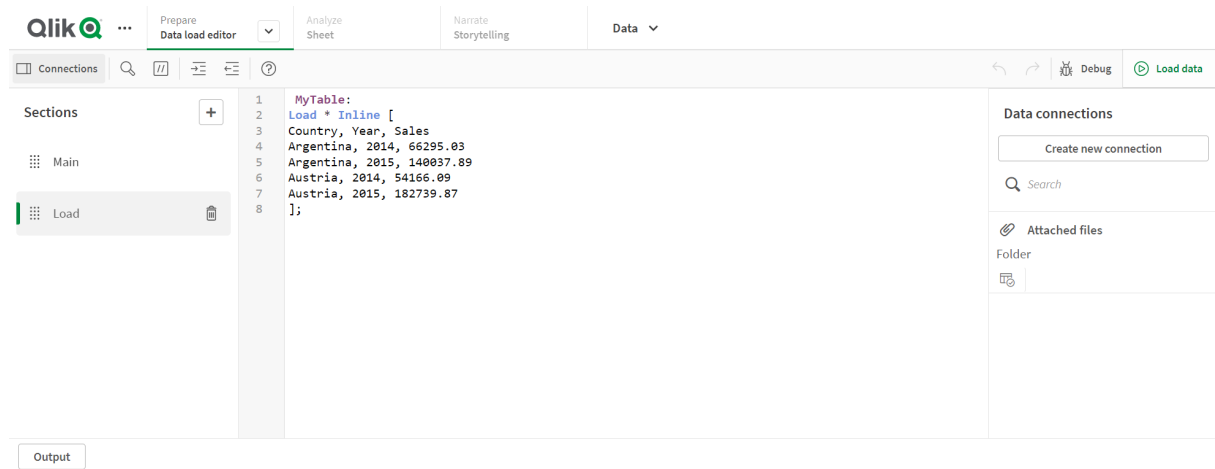 Qlik
Prepare
Data load editor
Analyze
Sheet
Narrate
Storytelling
Data
Connections
//
?
Debug
Load data
Sections
+
Main
Load
1 MyTable:
2 Load * Inline [
3 Country, Year, Sales
4 Argentina, 2014, 66295.03
5 Argentina, 2015, 140037.89
6 Austria, 2014, 54166.09
7 Austria, 2015, 182739.87
8 ];
Data connections
Create new connection
Search
Attached files
Folder
Output